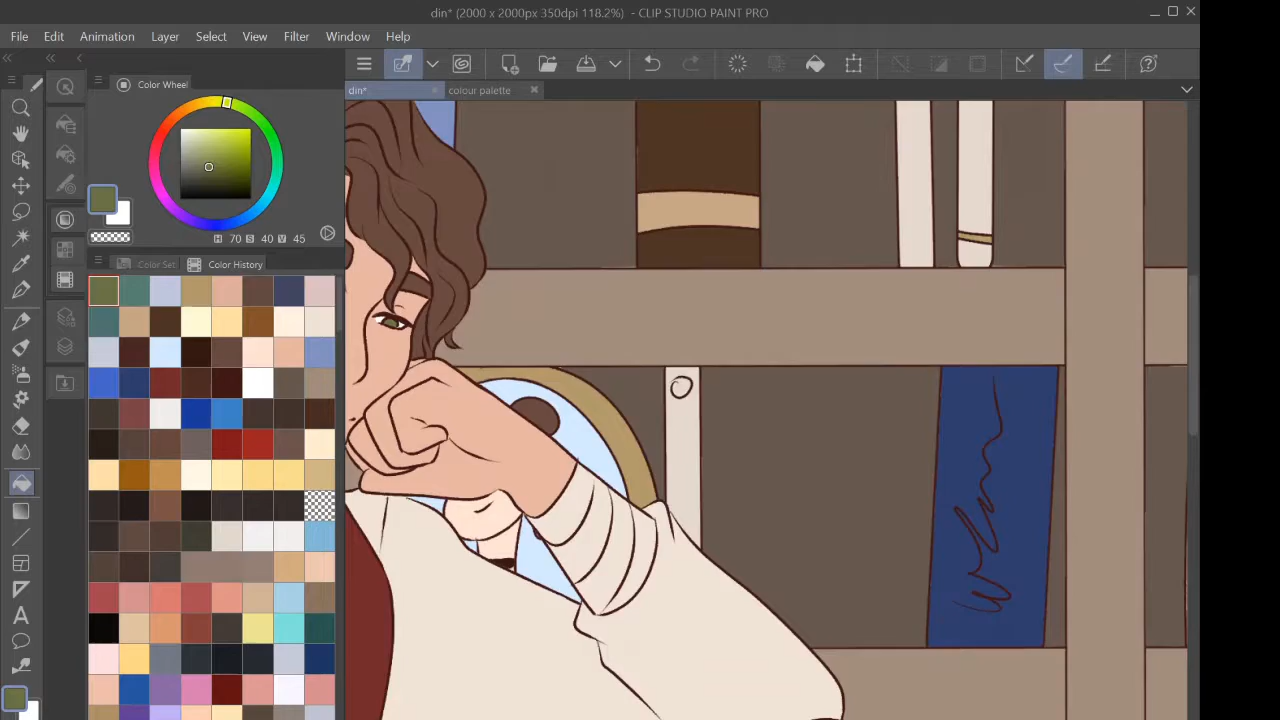 din* (2000 x 2000px 350dpi 118.2%) - CLIP STUDIO PAINT PRO
File Edit Animation Layer Select View Filter Window Help
Color Wheel
din* colour palette
H 70 S 40 V 45
Color Set Color History